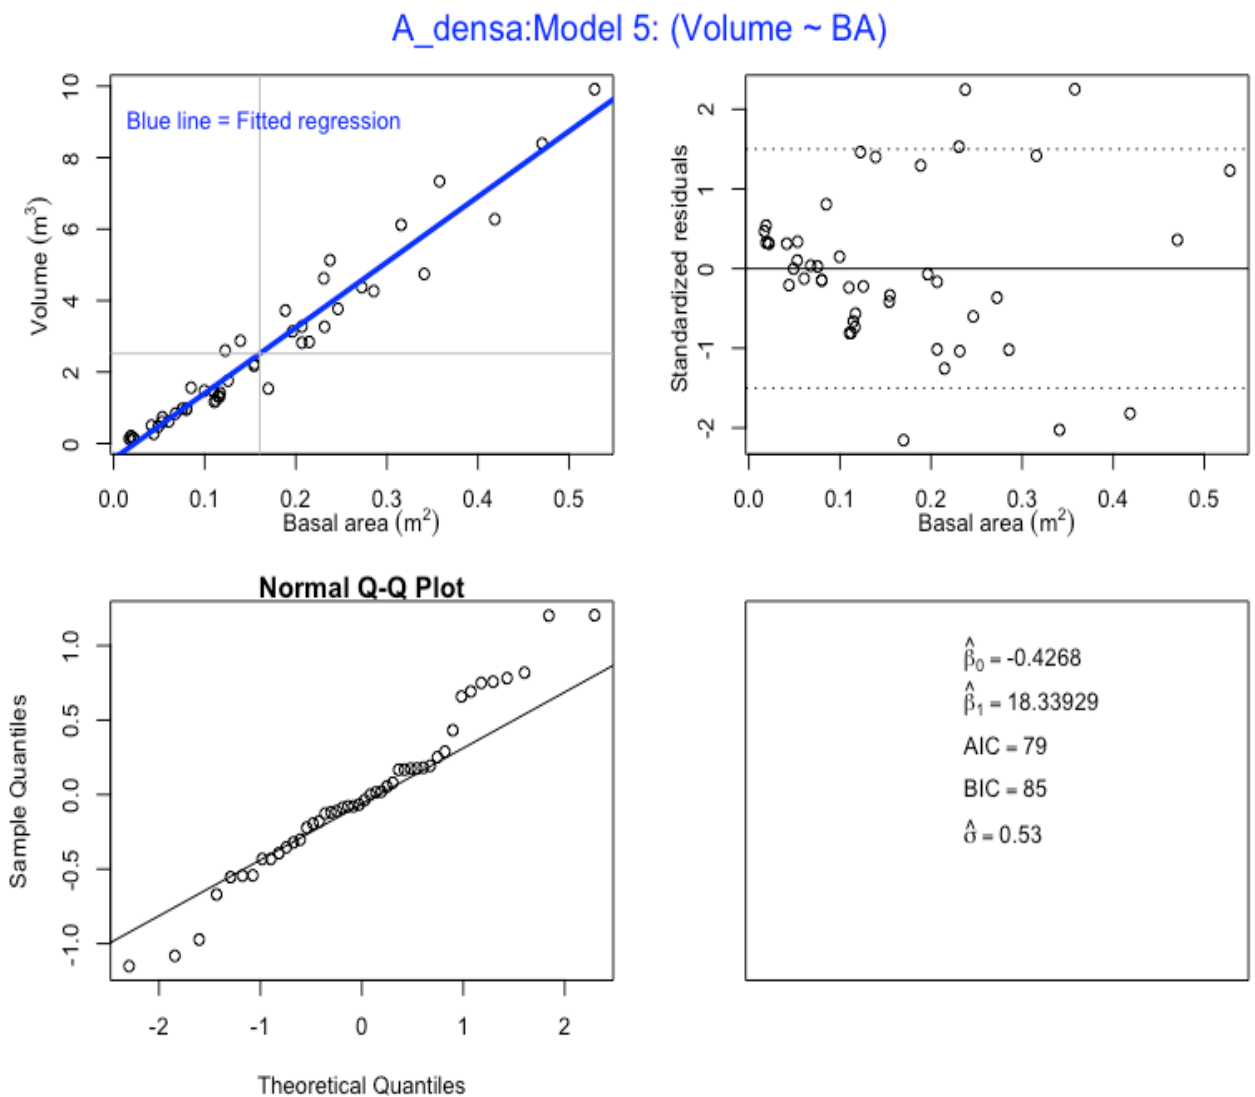 A_densa:Model 5: (Volume ~ BA)
Blue line = Fitted regression
Volume (m³)
10
8
6
4
2
0
0.0 0.1 0.2 0.3 0.4 0.5
Basal area (m²)
Standardized residuals
2
1
0
-1
-2
0.0 0.1 0.2 0.3 0.4 0.5
Basal area (m²)
Normal Q-Q Plot
Sample Quantiles
1.0
0.5
0.0
-0.5
-1.0
-2 -1 0 1 2
Theoretical Quantiles
β̂₀ = -0.4268
β̂₁ = 18.33929
AIC = 79
BIC = 85
σ̂ = 0.53